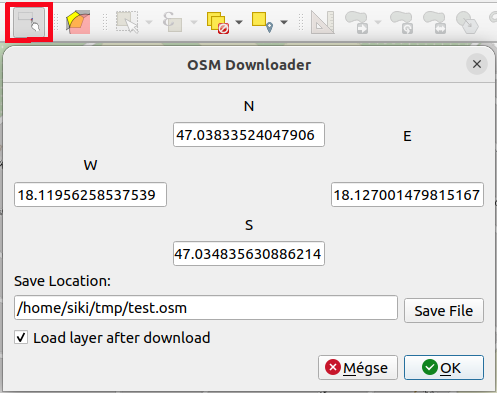 OSM Downloader
N
47.03833524047906
E
W
18.11956258537539
18.127001479815167
S
47.034835630886214
Save Location:
/home/siki/tmp/test.osm
Save File
Load layer after download
Mégse
OK